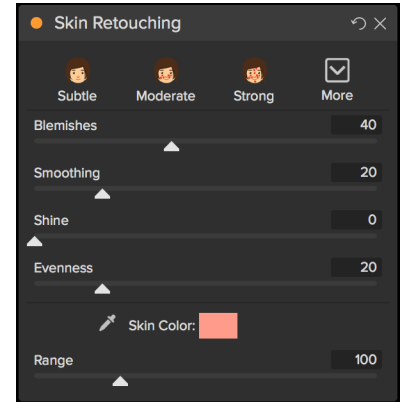 Skin Retouching
Subtle Moderate Strong More
Blemishes 40
Smoothing 20
Shine 0
Evenness 20
Skin Color:
Range 100